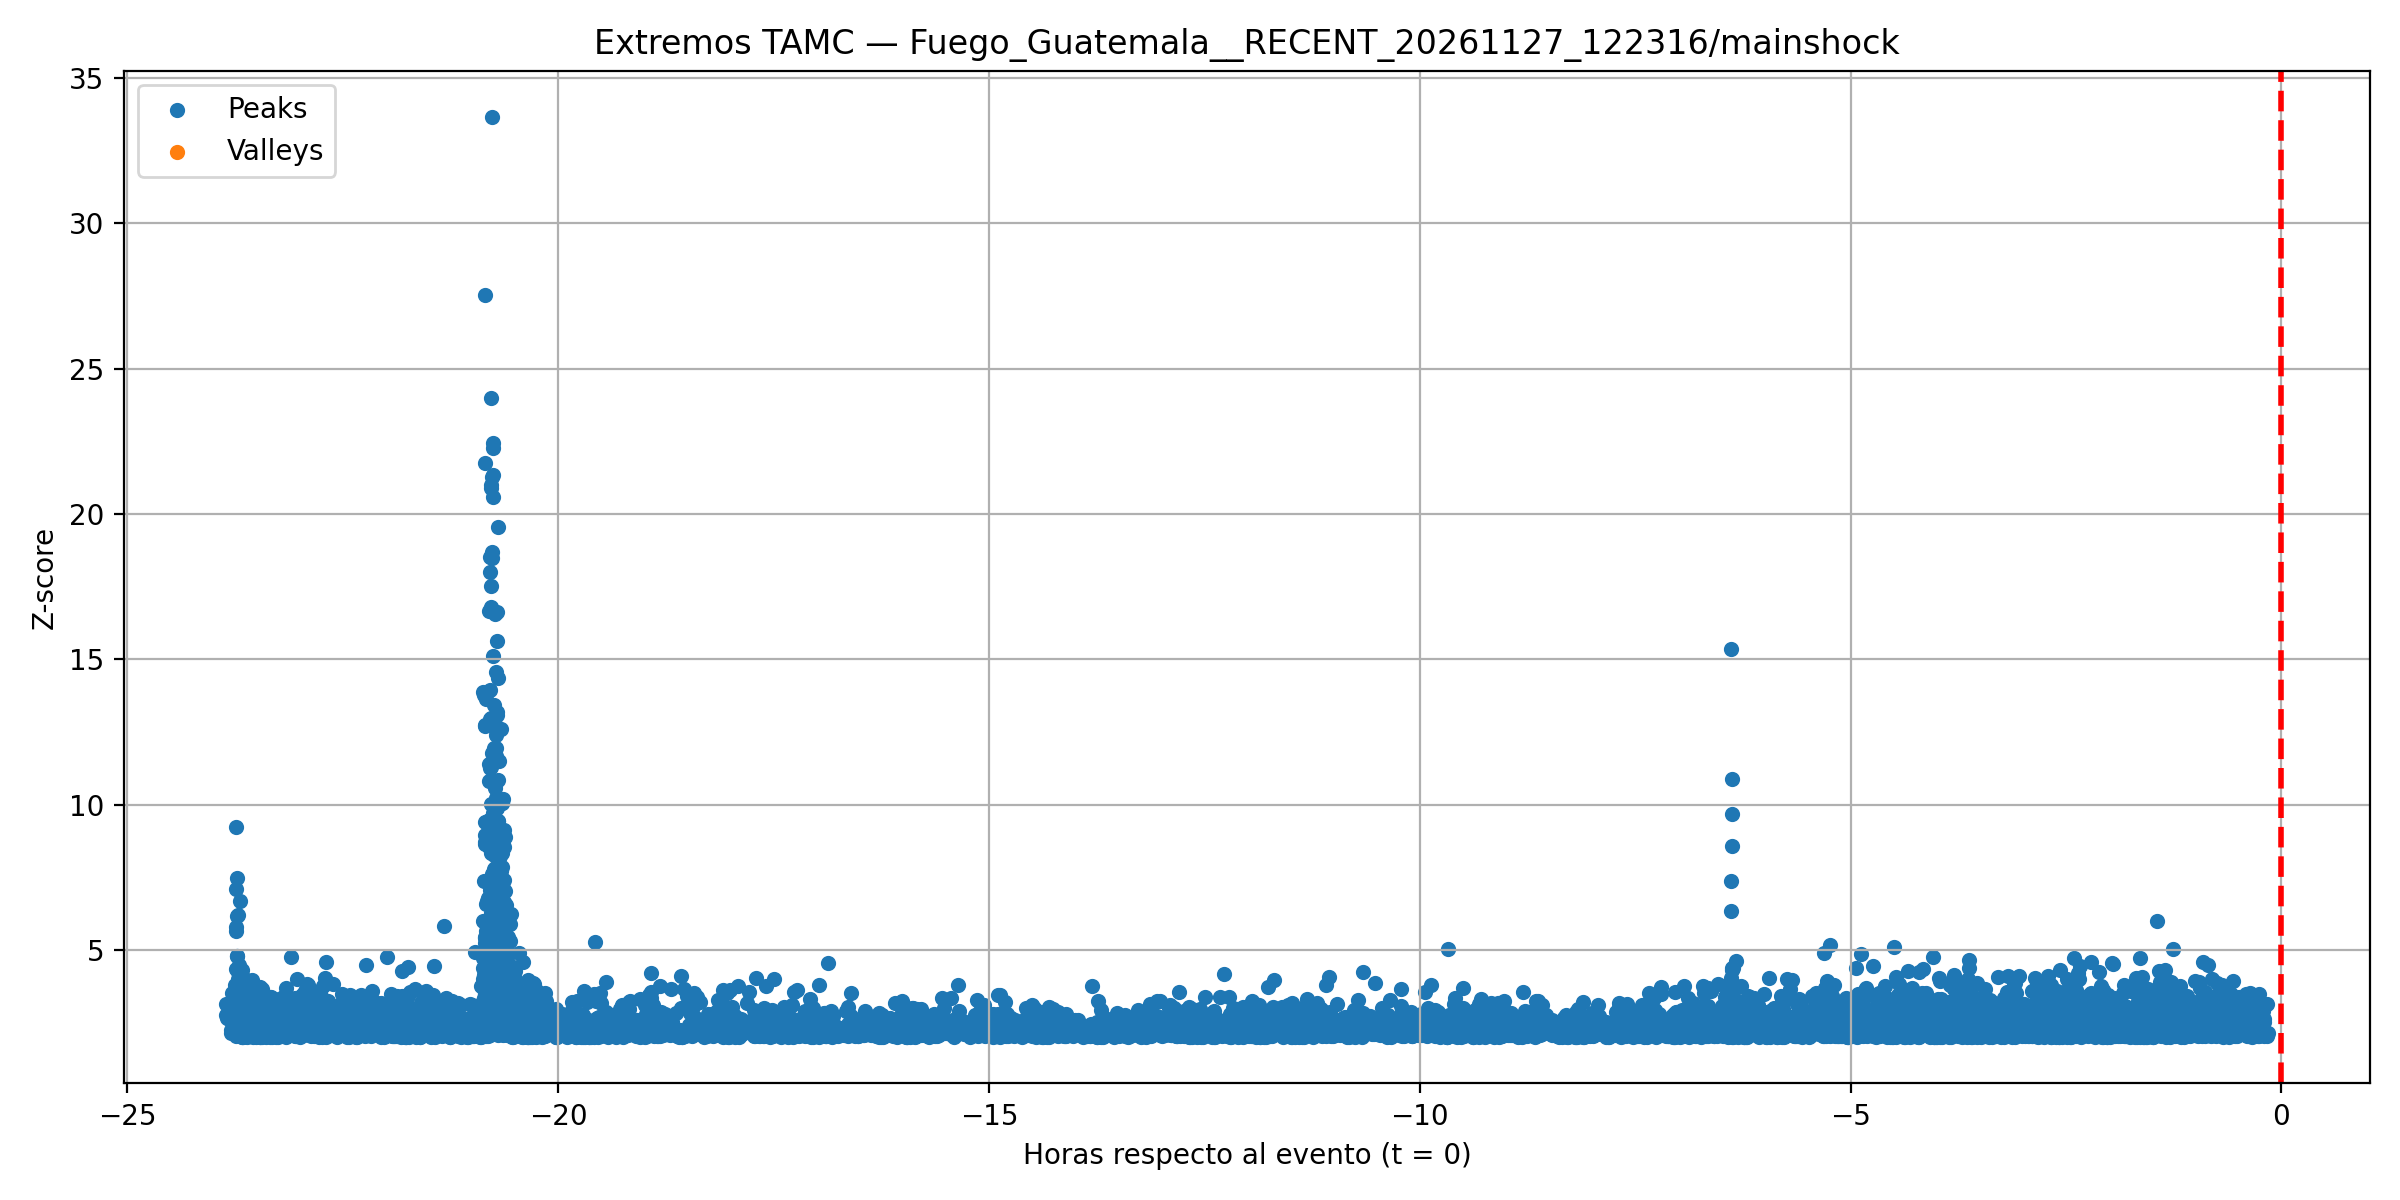 Extremos TAMC — Fuego_Guatemala__RECENT_20261127_122316/mainshock
Peaks
Valleys
35
30
25
20
15
10
5
Z-score
−25
−20
−15
−10
−5
0
Horas respecto al evento (t = 0)